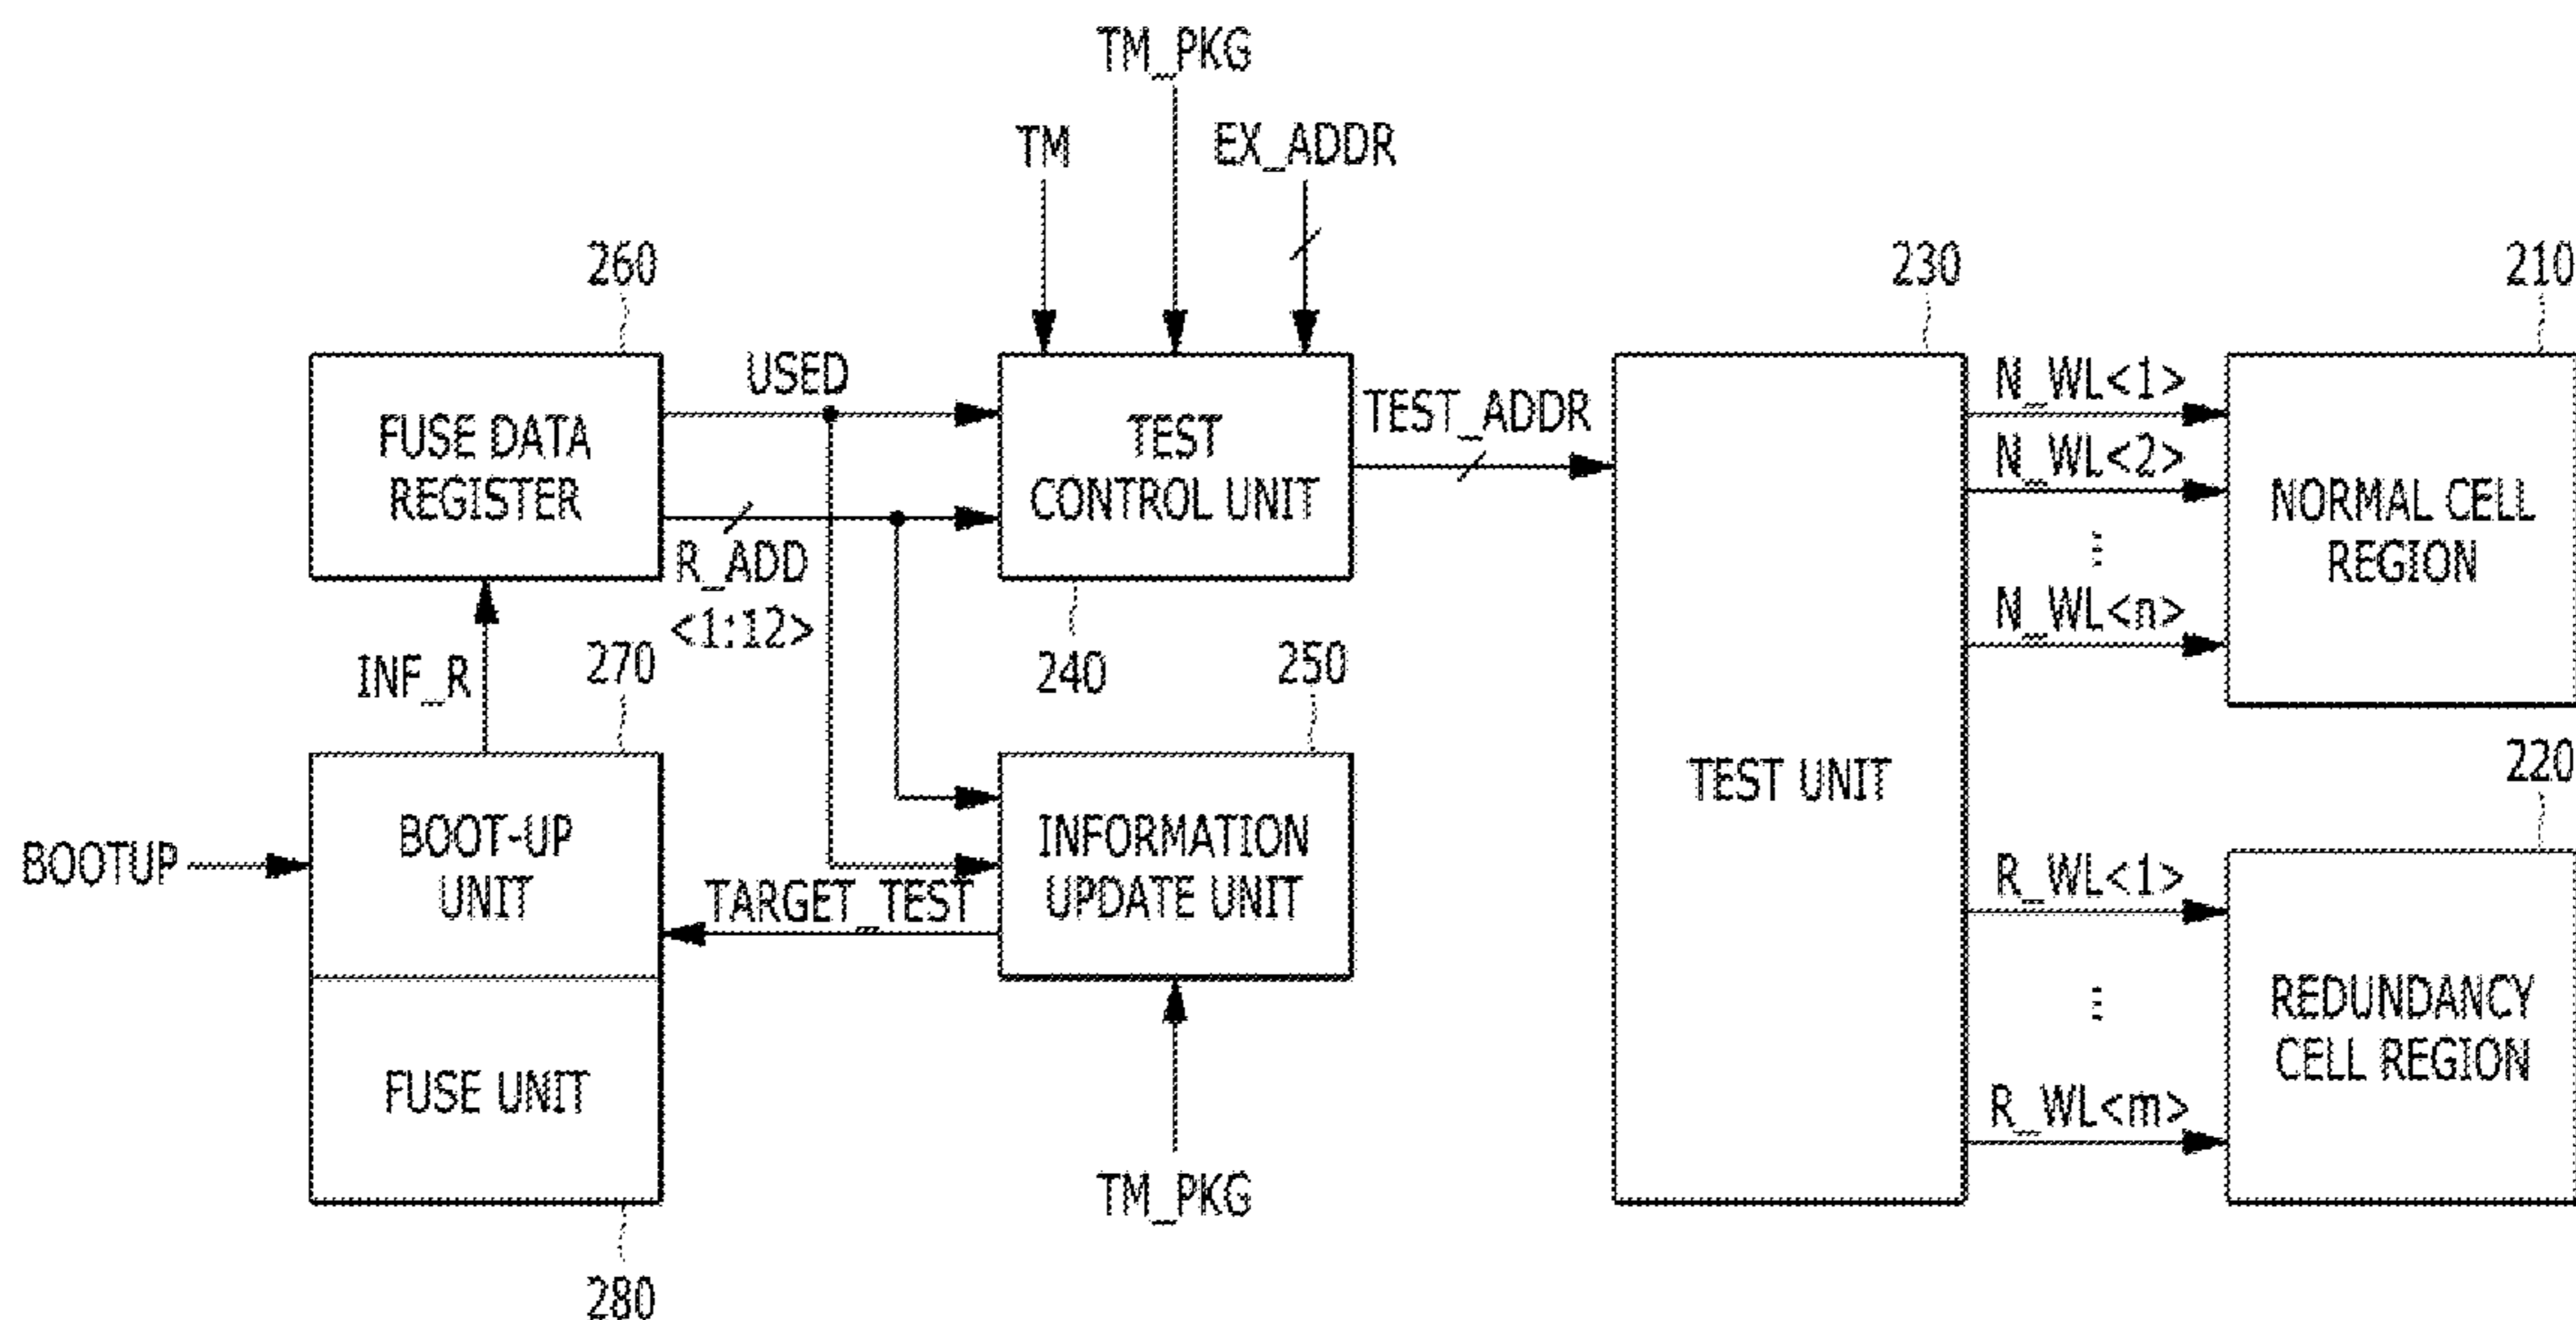 TM_PKG
TM
EX_ADDR
260
230
210
USED
FUSE DATA
REGISTER
TEST
CONTROL UNIT
TEST_ADDR
N_WL<1>
N_WL<2>
⋮
N_WL<n>
NORMAL CELL
REGION
R_ADD
<1:12>
INF_R
270
240
250
220
BOOTUP
BOOT-UP
UNIT
TARGET_TEST
INFORMATION
UPDATE UNIT
TEST UNIT
R_WL<1>
⋮
R_WL<m>
REDUNDANCY
CELL REGION
FUSE UNIT
TM_PKG
280